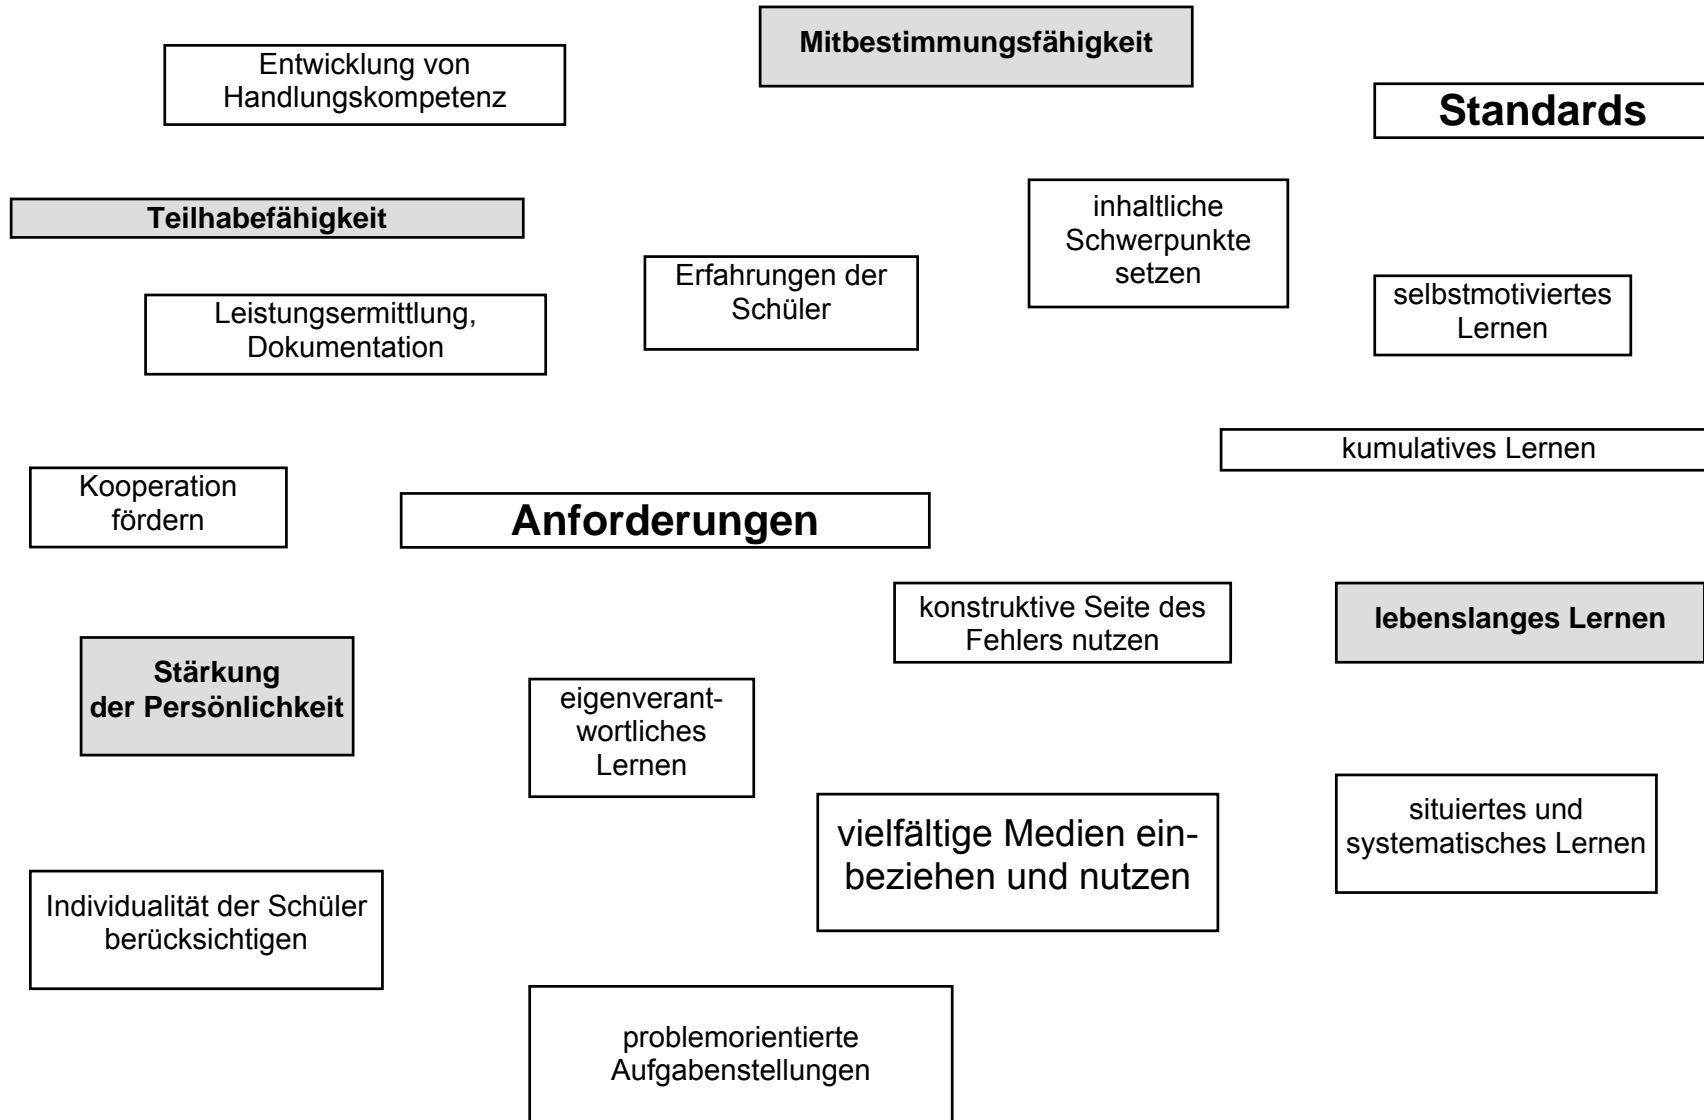 Mitbestimmungsfähigkeit
Entwicklung von
Handlungskompetenz
Standards
Teilhabefähigkeit
inhaltliche
Schwerpunkte
setzen
Erfahrungen der
Schüler
selbstmotiviertes
Lernen
Leistungsermittlung,
Dokumentation
kumulatives Lernen
Kooperation
fördern
Anforderungen
konstruktive Seite des
Fehlers nutzen
lebenslanges Lernen
Stärkung
der Persönlichkeit
eigenverant-
wortliches
Lernen
vielfältige Medien ein-
beziehen und nutzen
situiertes und
systematisches Lernen
Individualität der Schüler
berücksichtigen
problemorientierte
Aufgabenstellungen